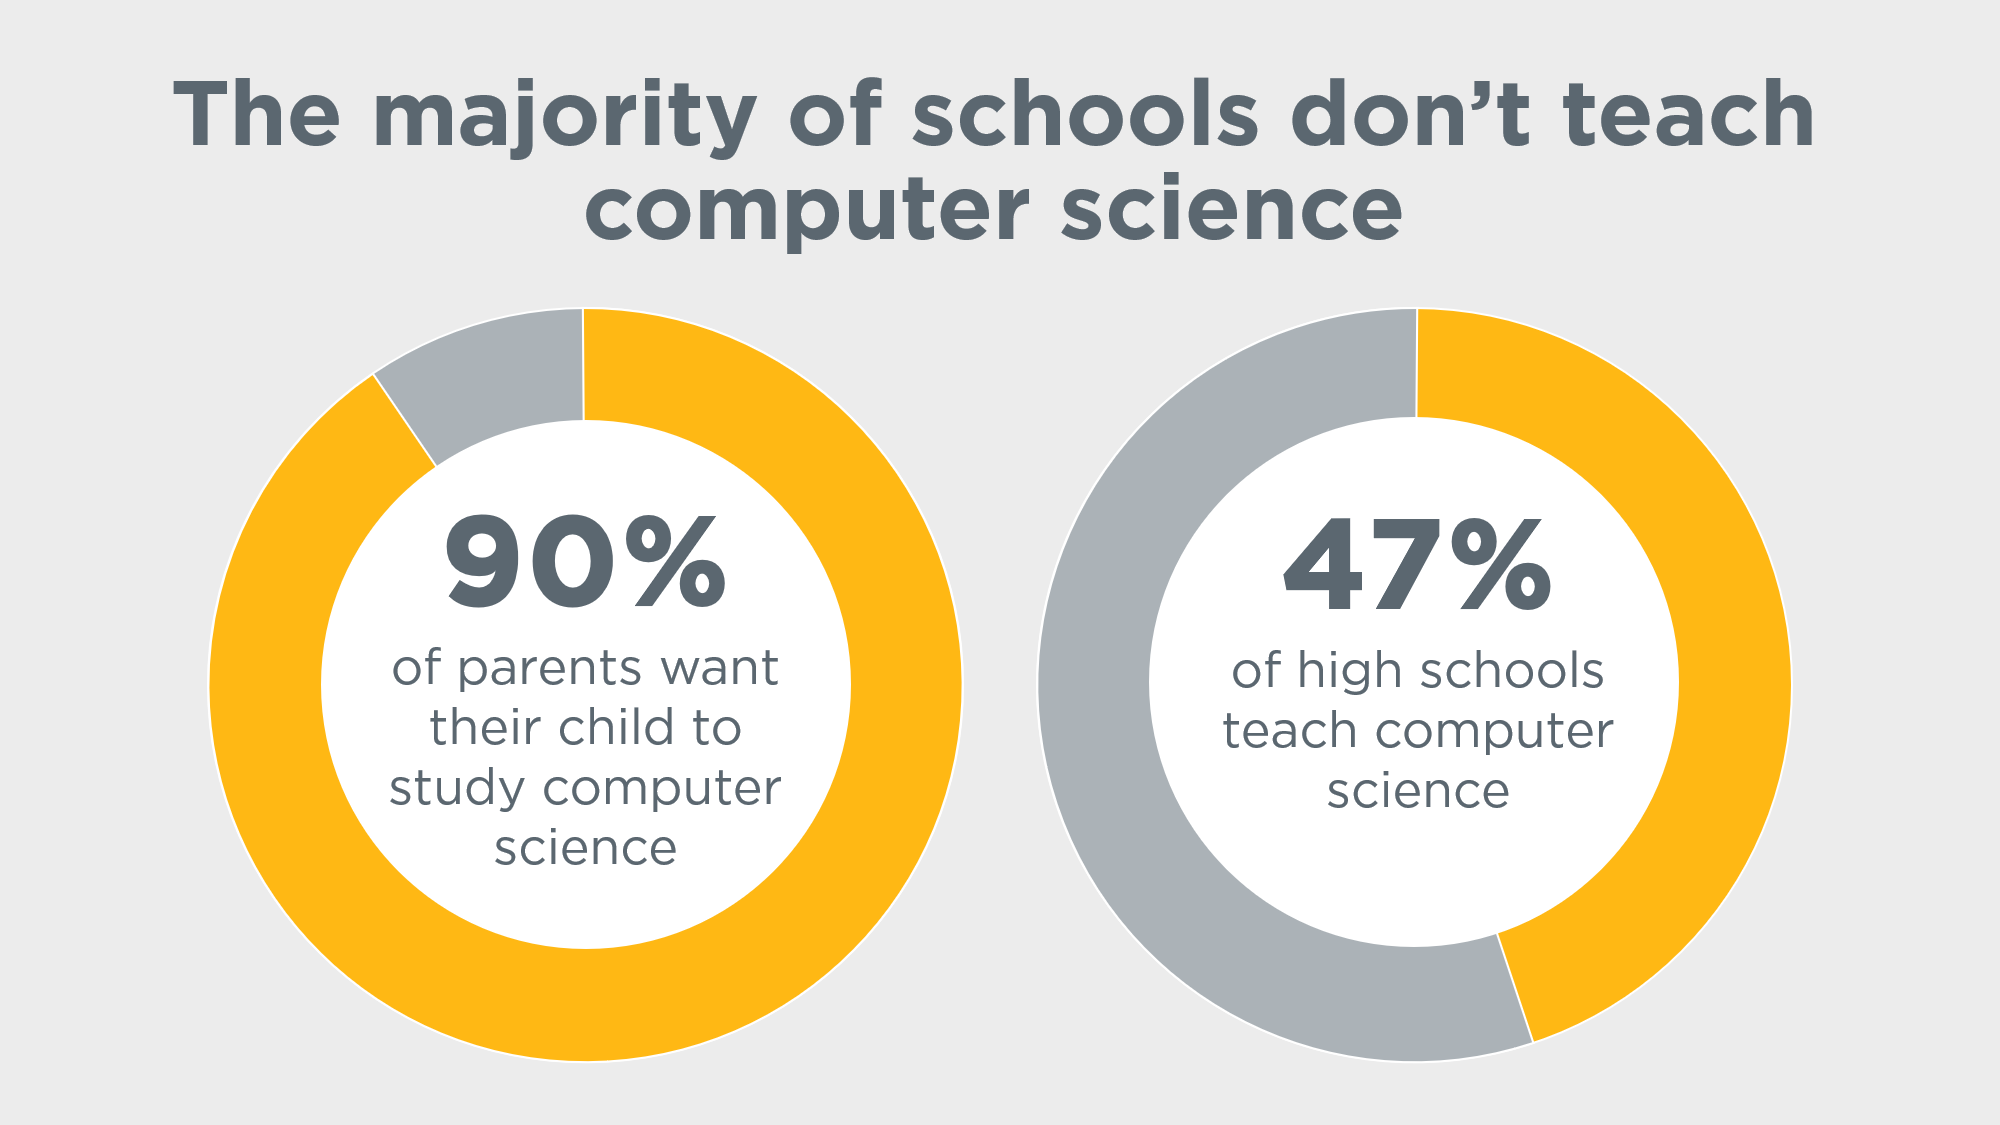 The majority of schools don’t teach
computer science
90%
of parents want
their child to
study computer
science
47%
of high schools
teach computer
science